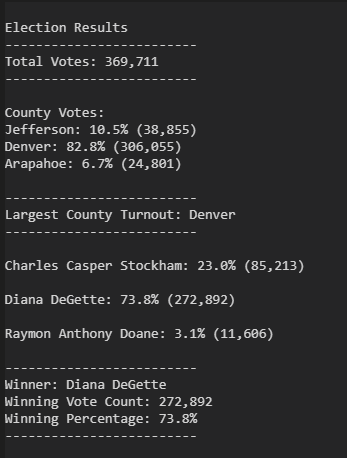 Election Results
-------------------------
Total Votes: 369,711
-------------------------
County Votes:
Jefferson: 10.5% (38,855)
Denver: 82.8% (306,055)
Arapahoe: 6.7% (24,801)
-------------------------
Largest County Turnout: Denver
-------------------------
Charles Casper Stockham: 23.0% (85,213)
Diana DeGette: 73.8% (272,892)
Raymon Anthony Doane: 3.1% (11,606)
-------------------------
Winner: Diana DeGette
Winning Vote Count: 272,892
Winning Percentage: 73.8%
-------------------------